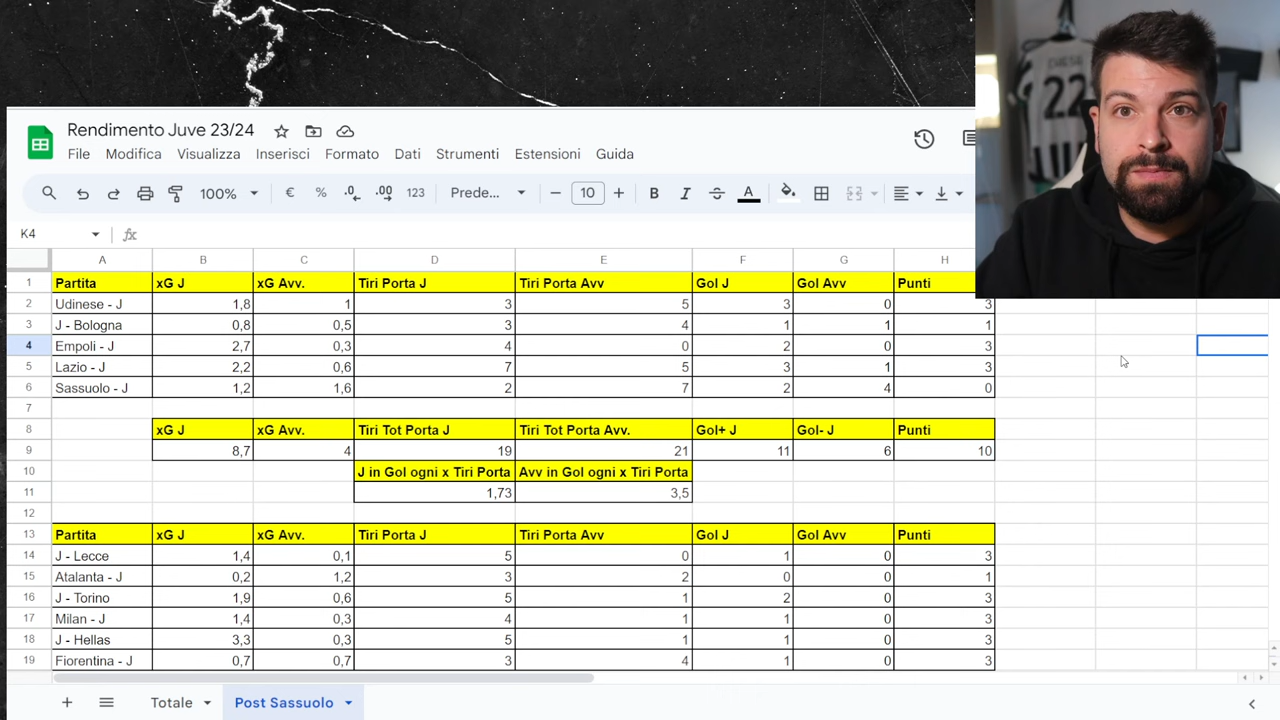 Rendimento Juve 23/24
File Modifica Visualizza Inserisci Formato Dati Strumenti Estensioni Guida
100% € % .0 .00 123 Prede... 10 B I A
K4 fx
A B C D E F G H
1 Partita xG J xG Avv. Tiri Porta J Tiri Porta Avv Gol J Gol Avv Punti
2 Udinese - J 1,8 1 3 5 3 0 3
3 J - Bologna 0,8 0,5 3 4 1 1 1
4 Empoli - J 2,7 0,3 4 0 2 0 3
5 Lazio - J 2,2 0,6 7 5 3 1 3
6 Sassuolo - J 1,2 1,6 2 7 2 4 0
7
8 xG J xG Avv. Tiri Tot Porta J Tiri Tot Porta Avv. Gol+ J Gol- J Punti
9 8,7 4 19 21 11 6 10
10 J in Gol ogni x Tiri Porta Avv in Gol ogni x Tiri Porta
11 1,73 3,5
12
13 Partita xG J xG Avv. Tiri Porta J Tiri Porta Avv Gol J Gol Avv Punti
14 J - Lecce 1,4 0,1 5 0 1 0 3
15 Atalanta - J 0,2 1,2 3 2 0 0 1
16 J - Torino 1,9 0,6 5 1 2 0 3
17 Milan - J 1,4 0,3 4 1 1 0 3
18 J - Hellas 3,3 0,3 5 1 1 0 3
19 Fiorentina - J 0,7 0,7 3 4 1 0 3
Totale Post Sassuolo
22